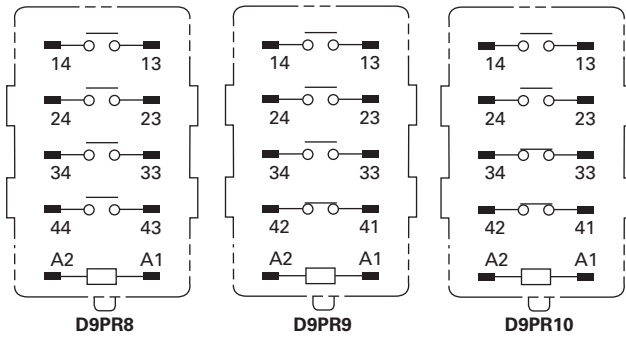 14 13 14 13 14 13
24 23 24 23 24 23
34 33 34 33 34 33
44 43 42 41 42 41
A2 A1 A2 A1 A2 A1
D9PR8 D9PR9 D9PR10